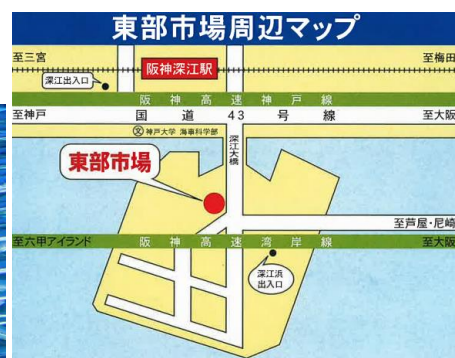 東部市場周辺マップ
至三宮
阪神深江駅
至梅田
深江出入口
阪神高速神戸線
至神戸
国道43号線
至大阪
神戸大学 海事科学部
深江大橋
東部市場
至芦屋・尼崎
至六甲アイランド
阪神高速湾岸線
至大阪
深江浜
出入口